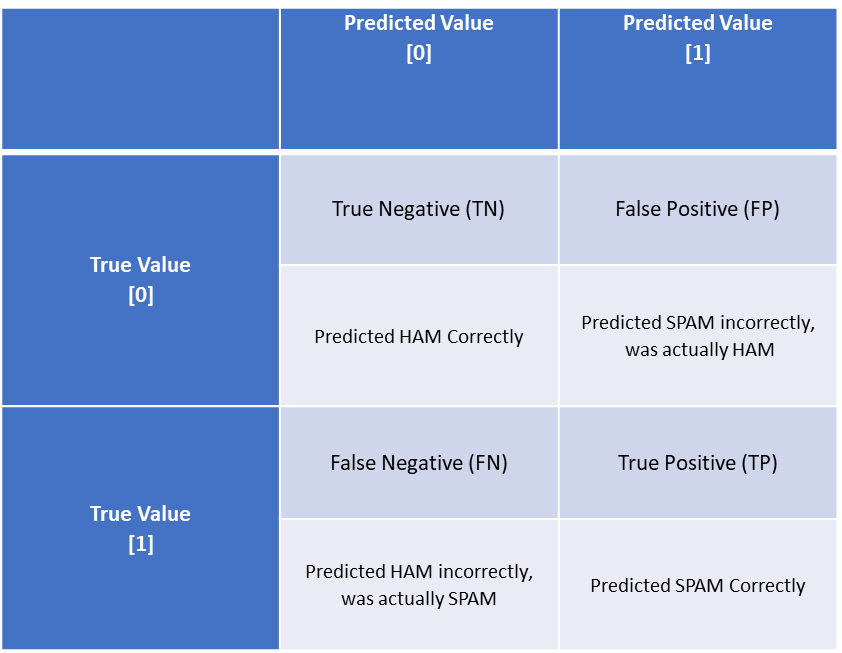 Predicted Value
[0]
Predicted Value
[1]
True Value
[0]
True Negative (TN)
False Positive (FP)
Predicted HAM Correctly
Predicted SPAM incorrectly,
was actually HAM
True Value
[1]
False Negative (FN)
True Positive (TP)
Predicted HAM incorrectly,
was actually SPAM
Predicted SPAM Correctly